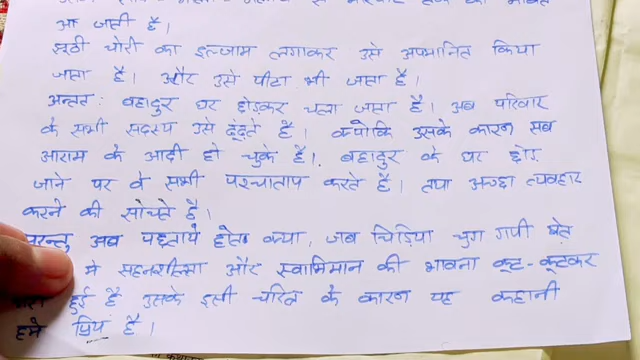 आ जाती है।
झूठी चोरी का इल्जाम लगाकर उसे अपमानित किया
जाता है। और उसे पीटा भी जाता है।
अन्तत: बहादुर घर छोड़कर चला जाता है। अब परिवार
के सभी सदस्य उसे ढूंढ़ते हैं। क्योकि उसके कारण सब
आराम के आदी हो चुके हैं। बहादुर के घर छोड़
जाने पर वे सभी पश्चाताप करते हैं। तथा अच्छा व्यवहार
करने की सोचते हैं।
परन्तु अब पछताये होत क्या, जब चिड़िया चुग गयी खेत
मे सहनशीलता और स्वाभिमान की भावना कूट-कूटकर
हुई है उसके इसी चरित्र के कारण यह कहानी
हमे प्रिय है।